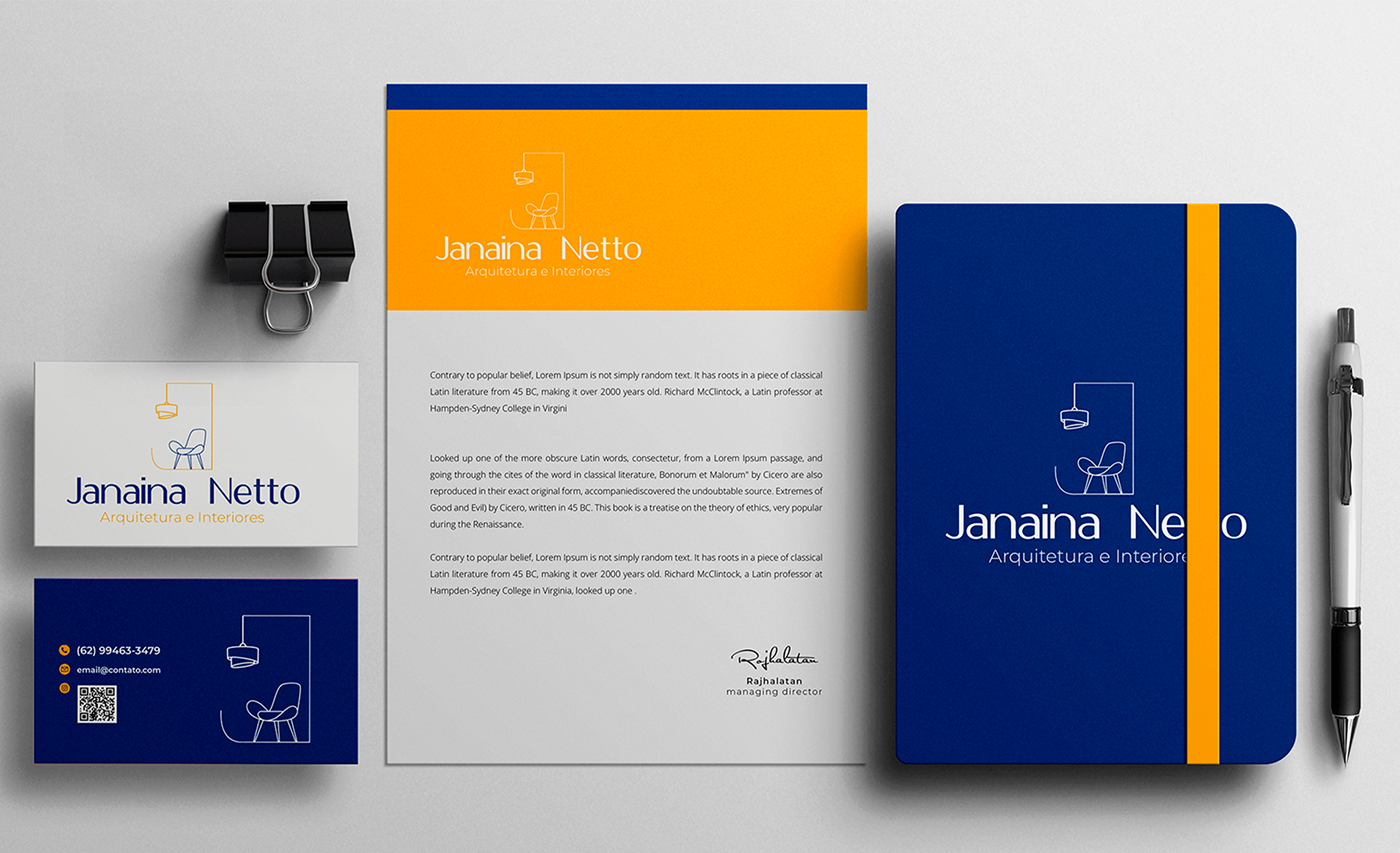 Janaina Netto
Arquitetura e Interiores
(62) 99463-3479
email@contato.com
Janaina Netto
Arquitetura e Interiores
Contrary to popular belief, Lorem Ipsum is not simply random text. It has roots in a piece of classical
Latin literature from 45 BC, making it over 2000 years old. Richard McClintock, a Latin professor at
Hampden-Sydney College in Virgini
Looked up one of the more obscure Latin words, consectetur, from a Lorem Ipsum passage, and
going through the cites of the word in classical literature, Bonorum et Malorum" by Cicero are also
reproduced in their exact original form, accompaniediscovered the undoubtable source. Extremes of
Good and Evil) by Cicero, written in 45 BC. This book is a treatise on the theory of ethics, very popular
during the Renaissance.
Contrary to popular belief, Lorem Ipsum is not simply random text. It has roots in a piece of classical
Latin literature from 45 BC, making it over 2000 years old. Richard McClintock, a Latin professor at
Hampden-Sydney College in Virginia, looked up one .
Rajhalatan
Rajhalatan
managing director
Janaina Ne to
Arquitetura e Interiore